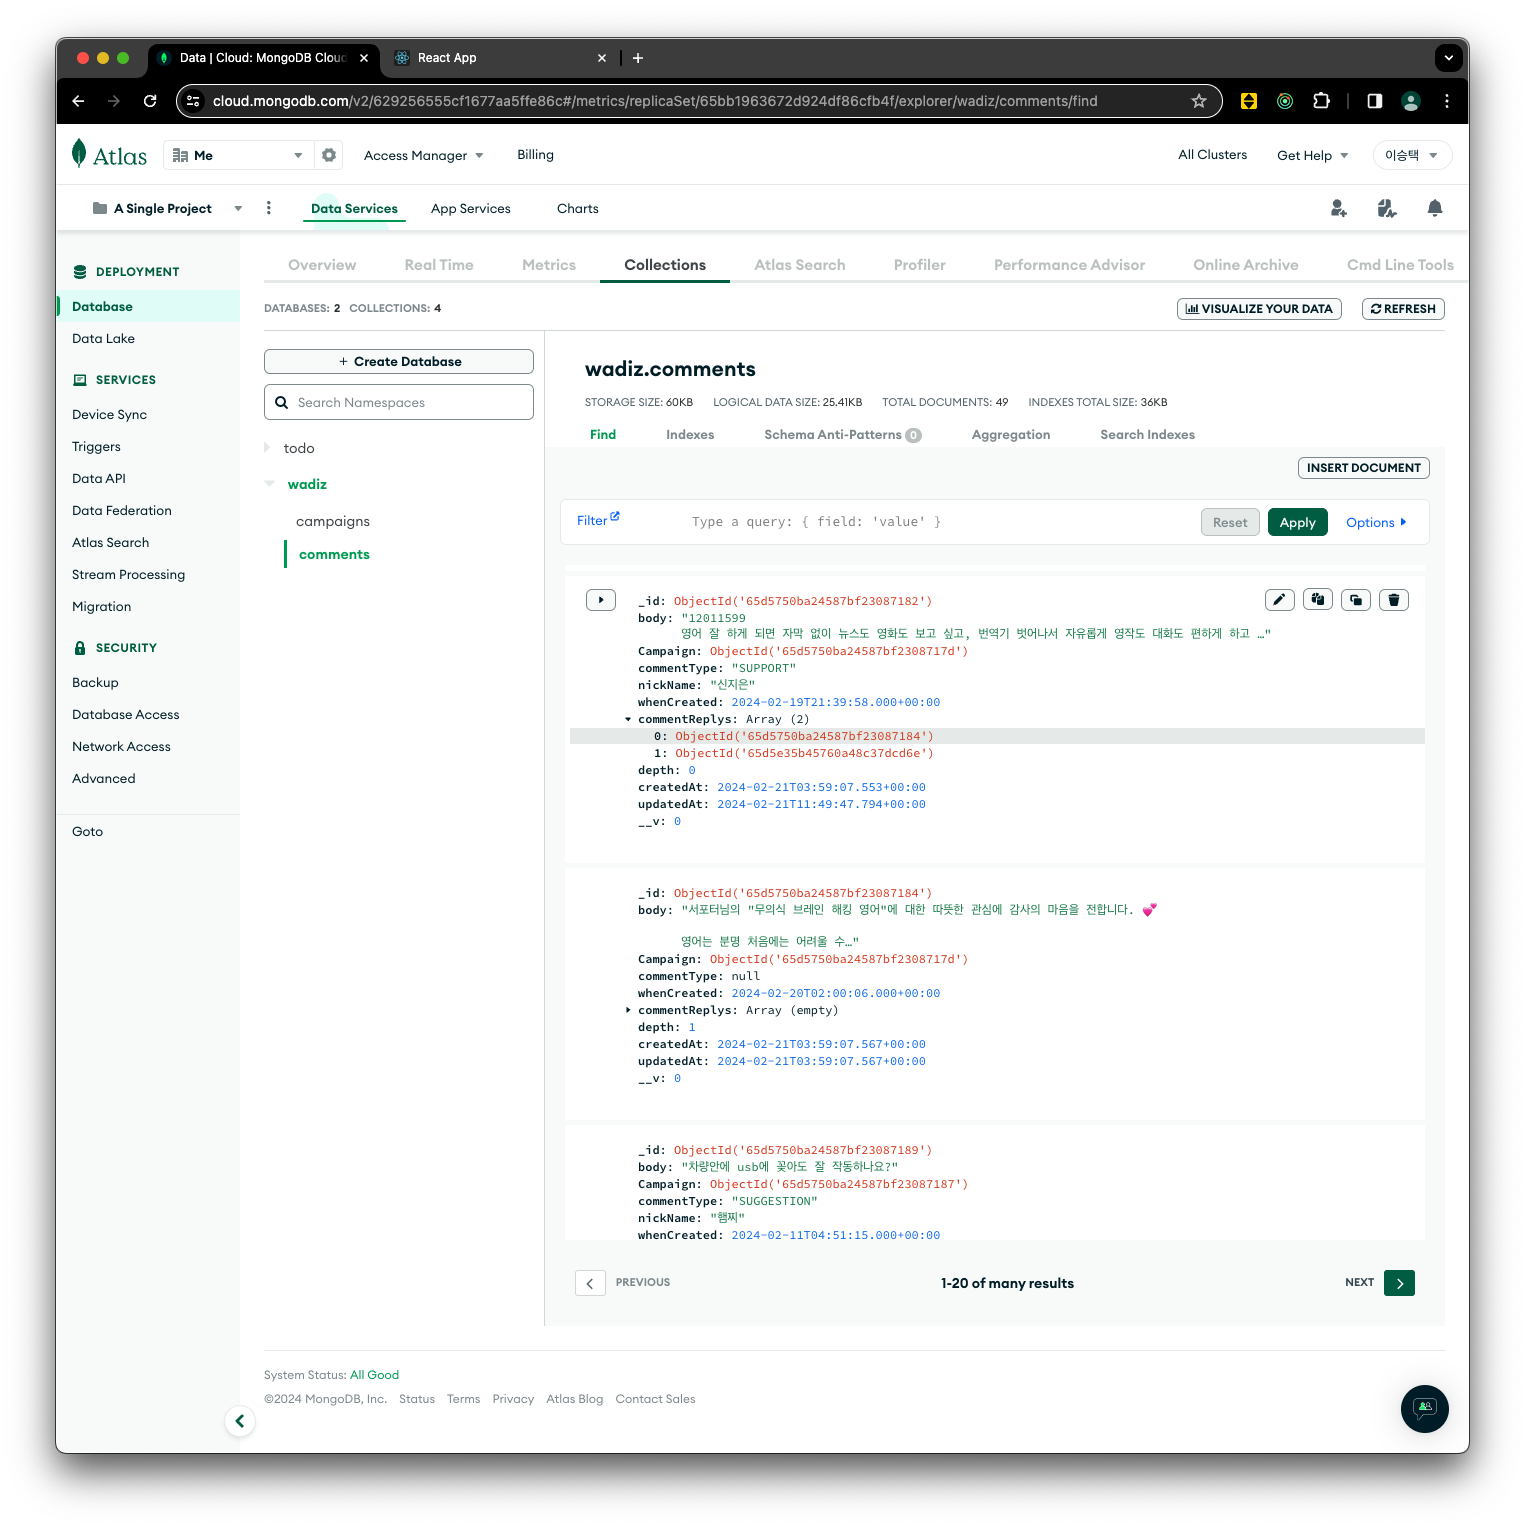 Data | Cloud: MongoDB Cloud
React App
cloud.mongodb.com/v2/629256555cf1677aa5ffe86c#/metrics/replicaSet/65bb1963672d924df86cfb4f/explorer/wadiz/comments/find
Atlas
Me
Access Manager
Billing
All Clusters
Get Help
이승택
A Single Project
Data Services
App Services
Charts
DEPLOYMENT
Database
Data Lake
SERVICES
Device Sync
Triggers
Data API
Data Federation
Atlas Search
Stream Processing
Migration
SECURITY
Backup
Database Access
Network Access
Advanced
Goto
Overview
Real Time
Metrics
Collections
Atlas Search
Profiler
Performance Advisor
Online Archive
Cmd Line Tools
DATABASES: 2 COLLECTIONS: 4
VISUALIZE YOUR DATA
REFRESH
+ Create Database
Search Namespaces
todo
wadiz
campaigns
comments
wadiz.comments
STORAGE SIZE: 60KB LOGICAL DATA SIZE: 25.41KB TOTAL DOCUMENTS: 49 INDEXES TOTAL SIZE: 36KB
Find
Indexes
Schema Anti-Patterns 0
Aggregation
Search Indexes
INSERT DOCUMENT
Filter
Type a query: { field: 'value' }
Reset
Apply
Options
_id: ObjectId('65d5750ba24587bf23087182')
body: "12011599
영어 잘 하게 되면 자막 없이 뉴스도 영화도 보고 싶고, 번역기 벗어나서 자유롭게 영작도 대화도 편하게 하고 …"
Campaign: ObjectId('65d5750ba24587bf2308717d')
commentType: "SUPPORT"
nickName: "신지은"
whenCreated: 2024-02-19T21:39:58.000+00:00
commentReplys: Array (2)
0: ObjectId('65d5750ba24587bf23087184')
1: ObjectId('65d5e35b45760a48c37dcd6e')
depth: 0
createdAt: 2024-02-21T03:59:07.553+00:00
updatedAt: 2024-02-21T11:49:47.794+00:00
__v: 0
_id: ObjectId('65d5750ba24587bf23087184')
body: "서포터님의 "무의식 브레인 해킹 영어"에 대한 따뜻한 관심에 감사의 마음을 전합니다. 💕
영어는 분명 처음에는 어려울 수…"
Campaign: ObjectId('65d5750ba24587bf2308717d')
commentType: null
whenCreated: 2024-02-20T02:00:06.000+00:00
commentReplys: Array (empty)
depth: 1
createdAt: 2024-02-21T03:59:07.567+00:00
updatedAt: 2024-02-21T03:59:07.567+00:00
__v: 0
_id: ObjectId('65d5750ba24587bf23087189')
body: "차량안에 usb에 꽂아도 잘 작동하나요?"
Campaign: ObjectId('65d5750ba24587bf23087187')
commentType: "SUGGESTION"
nickName: "햄찌"
whenCreated: 2024-02-11T04:51:15.000+00:00
PREVIOUS
1-20 of many results
NEXT
System Status: All Good
©2024 MongoDB, Inc. Status Terms Privacy Atlas Blog Contact Sales